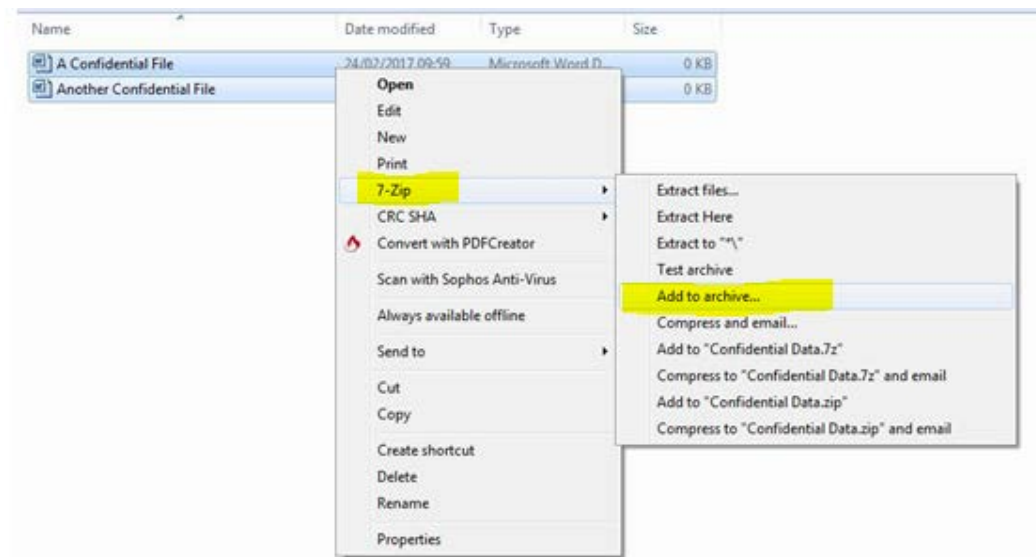 Name Date modified Type Size
A Confidential File 24/02/2017 09:59 Microsoft Word D... 0 KB
Another Confidential File 0 KB
Open
Edit
New
Print
7-Zip
CRC SHA
Convert with PDFCreator
Scan with Sophos Anti-Virus
Always available offline
Send to
Cut
Copy
Create shortcut
Delete
Rename
Properties
Extract files...
Extract Here
Extract to "*\"
Test archive
Add to archive...
Compress and email...
Add to "Confidential Data.7z"
Compress to "Confidential Data.7z" and email
Add to "Confidential Data.zip"
Compress to "Confidential Data.zip" and email